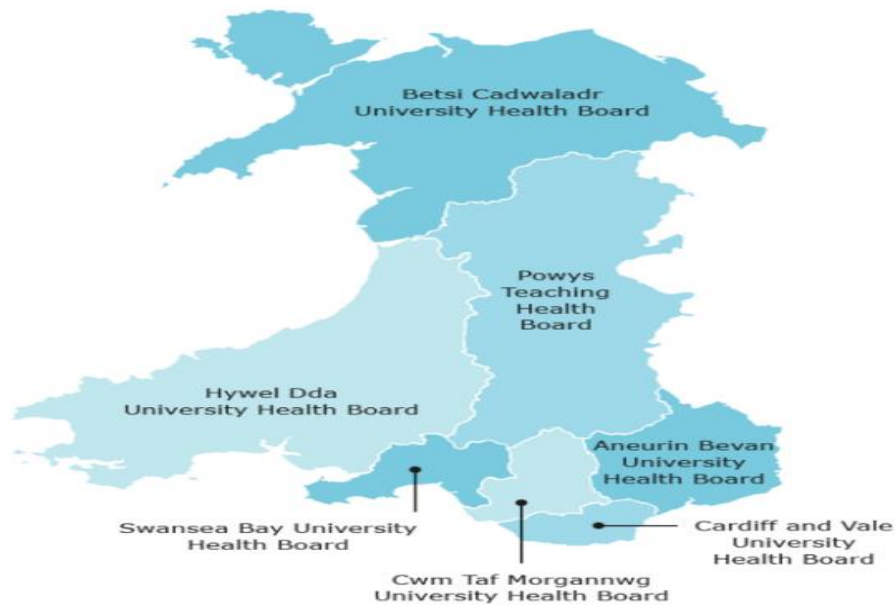 Betsi Cadwaladr
University Health Board
Powys
Teaching
Health
Board
Hywel Dda
University Health Board
Aneurin Bevan
University
Health Board
Swansea Bay University
Health Board
Cardiff and Vale
University
Health Board
Cwm Taf Morgannwg
University Health Board